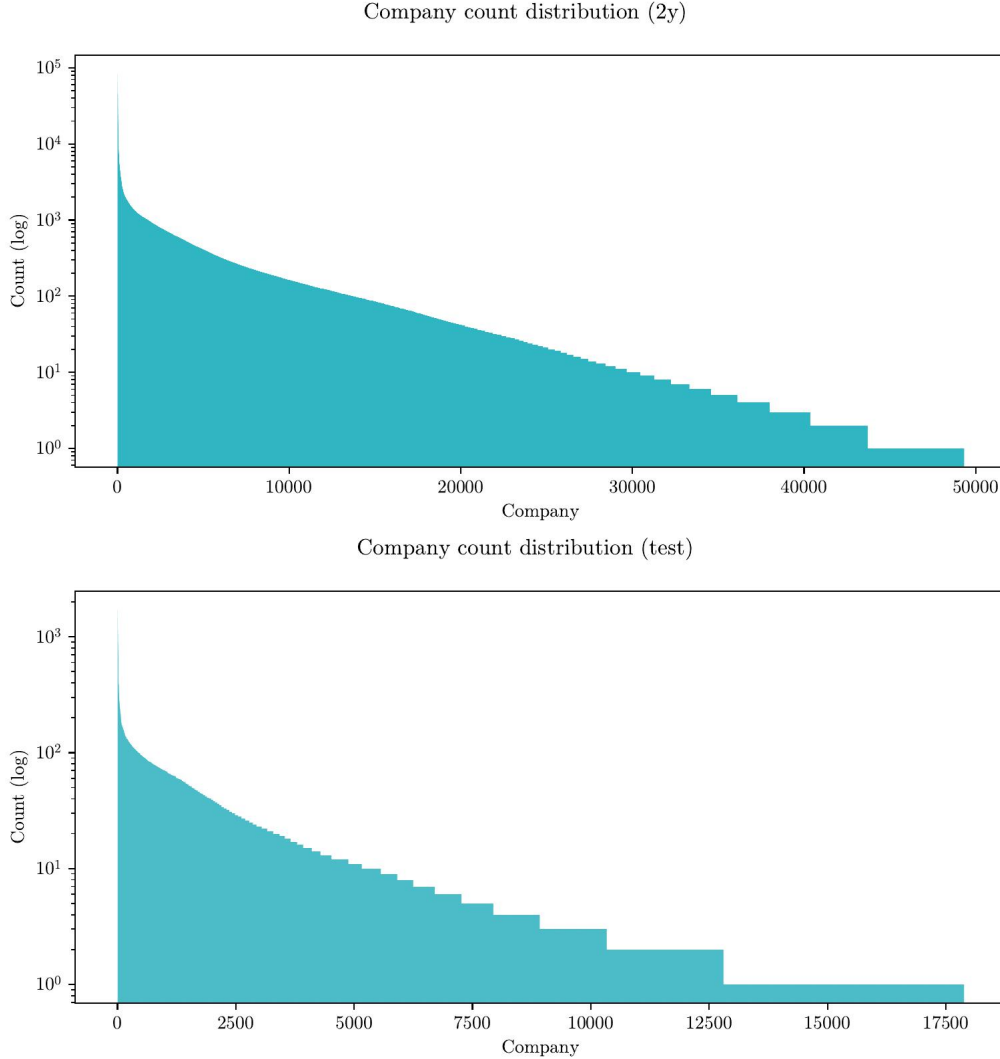 Company count distribution (2y)
10^5
10^4
10^3
10^2
10^1
10^0
Count (log)
0 10000 20000 30000 40000 50000
Company
Company count distribution (test)
10^3
10^2
10^1
10^0
Count (log)
0 2500 5000 7500 10000 12500 15000 17500
Company